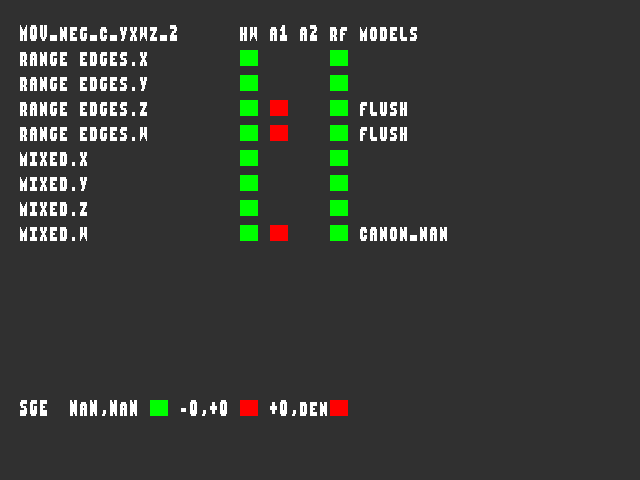 MOV_NEG_C_YXWZ_2 HW A1 A2 RF MODELS
RANGE EDGES.X
RANGE EDGES.Y
RANGE EDGES.Z FLUSH
RANGE EDGES.W FLUSH
MIXED.X
MIXED.Y
MIXED.Z
MIXED.W CANON_NAN
SGE NAN,NAN -0,+0 +0,DEN